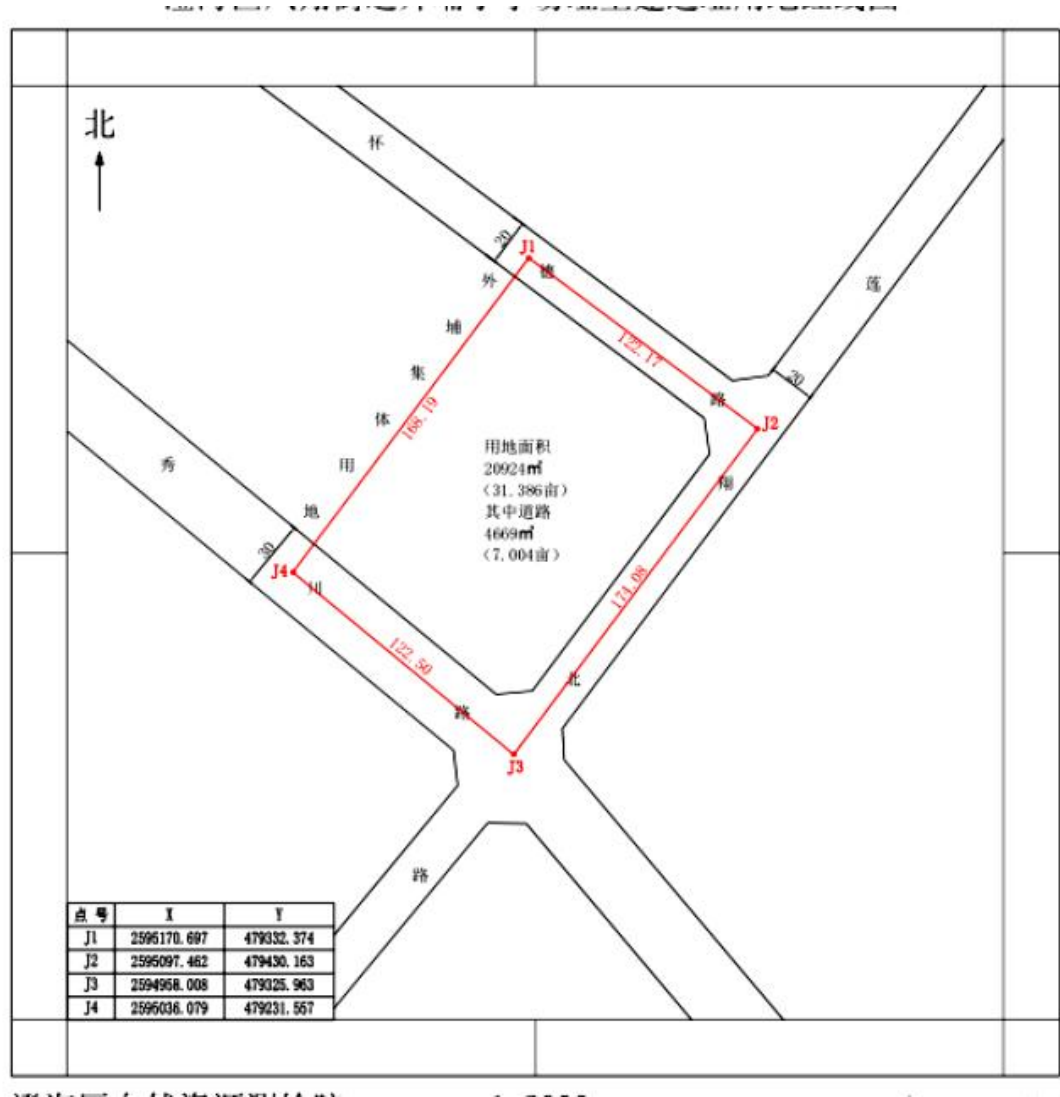 北
怀
德
路
20
J1
外
埔
集
体
用
地
莲
翔
北
路
20
122.17
J2
168.19
用地面积
20924㎡
(31.386亩)
其中道路
4669㎡
(7.004亩)
秀
川
路
30
J4
174.08
122.50
J3
点 号 X Y
J1 2595170.697 479332.374
J2 2595097.462 479430.163
J3 2594958.008 479325.963
J4 2595036.079 479231.557